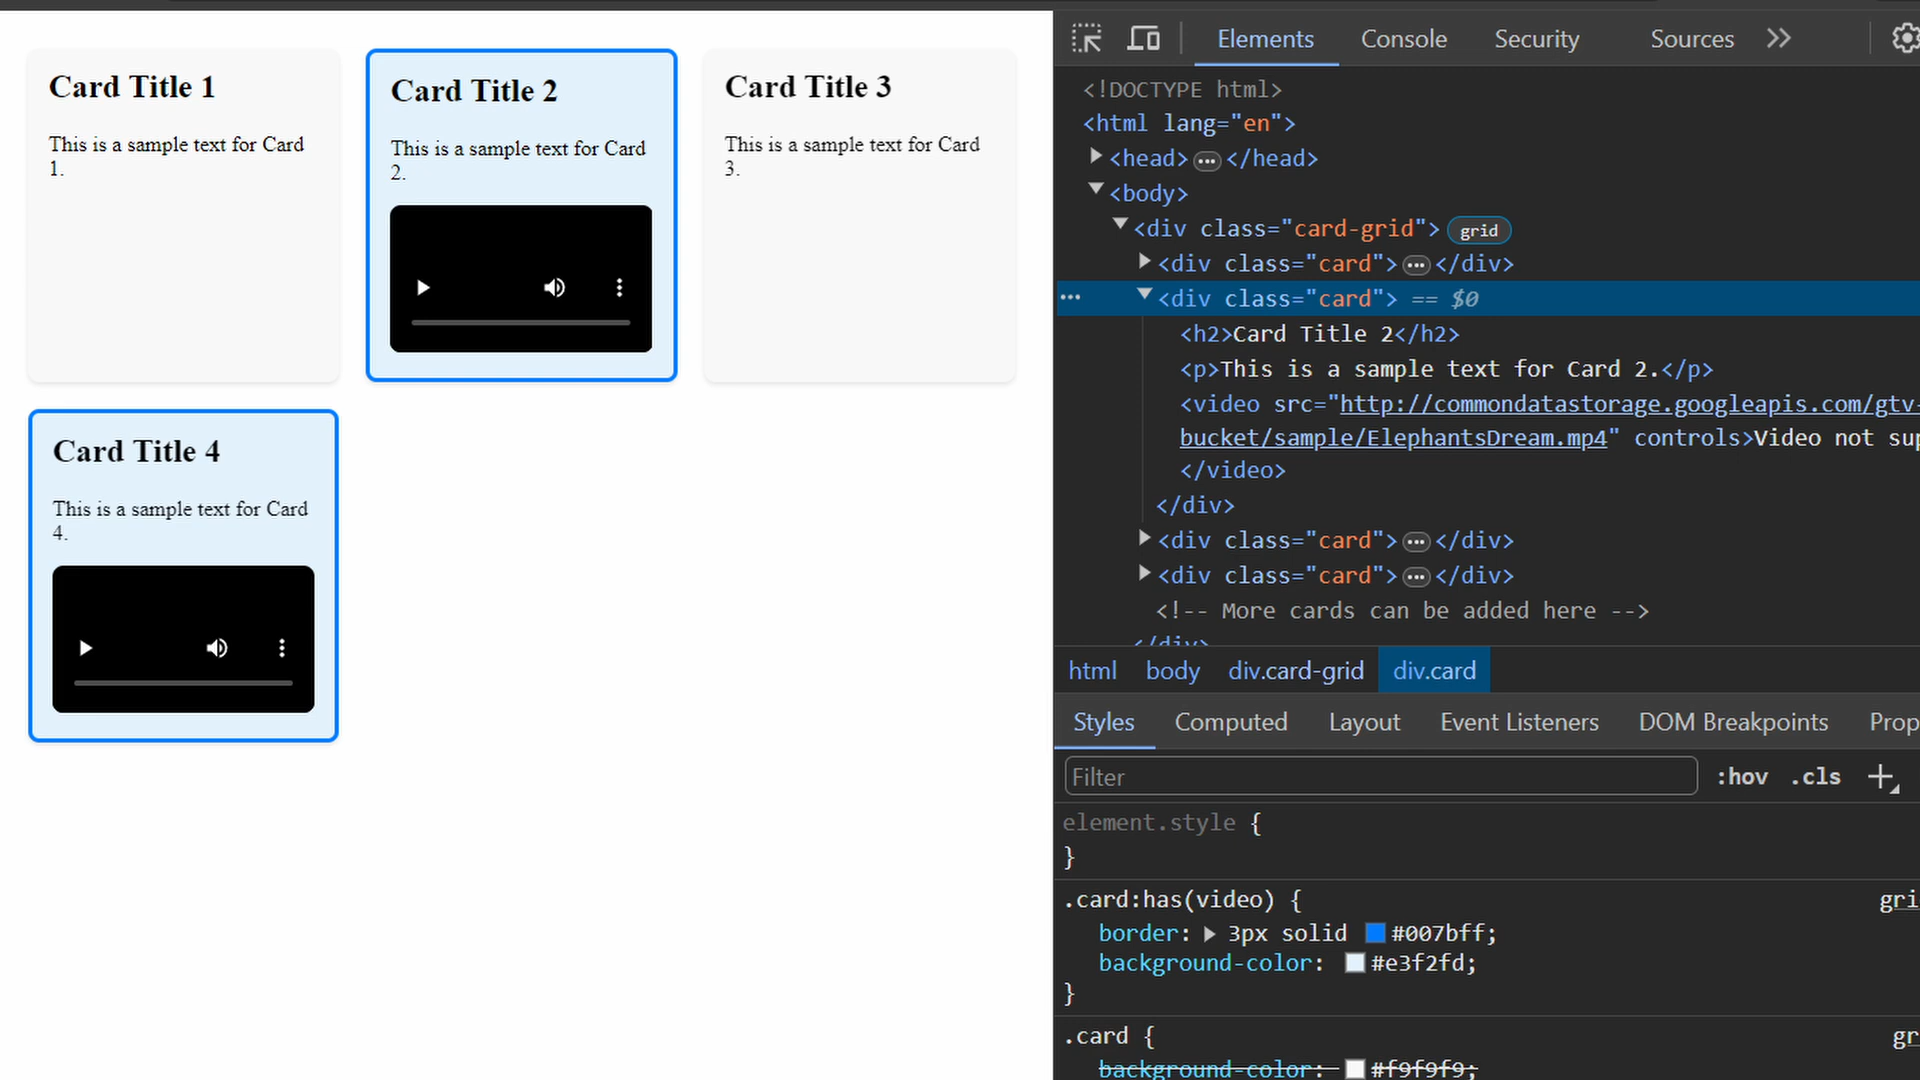 Card Title 1
This is a sample text for Card
1.
Card Title 2
This is a sample text for Card
2.
Card Title 3
This is a sample text for Card
3.
Card Title 4
This is a sample text for Card
4.
Elements Console Security Sources
<!DOCTYPE html>
<html lang="en">
<head> ••• </head>
<body>
<div class="card-grid"> grid
<div class="card"> ••• </div>
••• <div class="card"> == $0
<h2>Card Title 2</h2>
<p>This is a sample text for Card 2.</p>
<video src="http://commondatastorage.googleapis.com/gtv-
bucket/sample/ElephantsDream.mp4" controls>Video not sup
</video>
</div>
<div class="card"> ••• </div>
<div class="card"> ••• </div>
<!-- More cards can be added here -->
</div>
html body div.card-grid div.card
Styles Computed Layout Event Listeners DOM Breakpoints Prop
Filter :hov .cls
element.style {
}
.card:has(video) { gri
border: 3px solid #007bff;
background-color: #e3f2fd;
}
.card { gr
background-color: #f9f9f9;